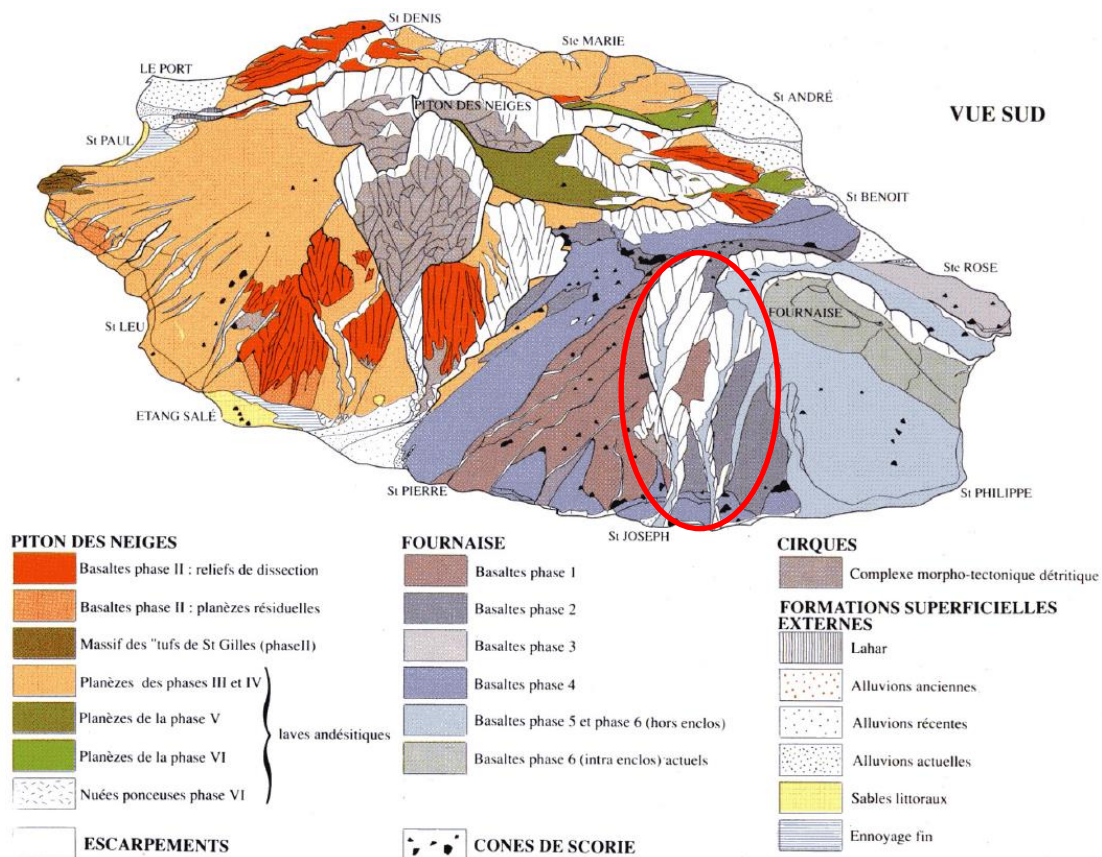 St DENIS
Ste MARIE
LE PORT
St ANDRÉ
PITON DES NEIGES
VUE SUD
St PAUL
St BENOIT
Ste ROSE
FOURNAISE
St LEU
ETANG SALÉ
St PIERRE
St PHILIPPE
St JOSEPH
PITON DES NEIGES
Basaltes phase II : reliefs de dissection
Basaltes phase II : planèzes résiduelles
Massif des "tufs de St Gilles (phaseII)
Planèzes des phases III et IV
Planèzes de la phase V
Planèzes de la phase VI
laves andésitiques
Nuées ponceuses phase VI
ESCARPEMENTS
FOURNAISE
Basaltes phase 1
Basaltes phase 2
Basaltes phase 3
Basaltes phase 4
Basaltes phase 5 et phase 6 (hors enclos)
Basaltes phase 6 (intra enclos) actuels
CONES DE SCORIE
CIRQUES
Complexe morpho-tectonique détritique
FORMATIONS SUPERFICIELLES
EXTERNES
Lahar
Alluvions anciennes
Alluvions récentes
Alluvions actuelles
Sables littoraux
Ennoyage fin